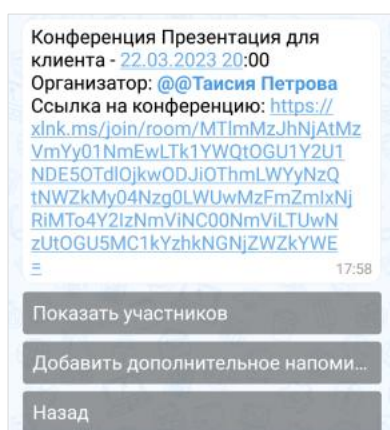 Конференция Презентация для
клиента - 22.03.2023 20:00
Организатор: @@Таисия Петрова
Ссылка на конференцию: https://
xlnk.ms/join/room/MTlmMzJhNjAtMz
VmYy01NmEwLTk1YWQtOGU1Y2U1
NDE5OTdlOjkwODJiOThmLWYyNzQ
tNWZkMy04Nzg0LWUwMzFmZmIxNj
RiMTo4Y2IzNmViNC00NmViLTUwN
zUtOGU5MC1kYzhkNGNjZWZkYWE
=
17:58
Показать участников
Добавить дополнительное напоми...
Назад